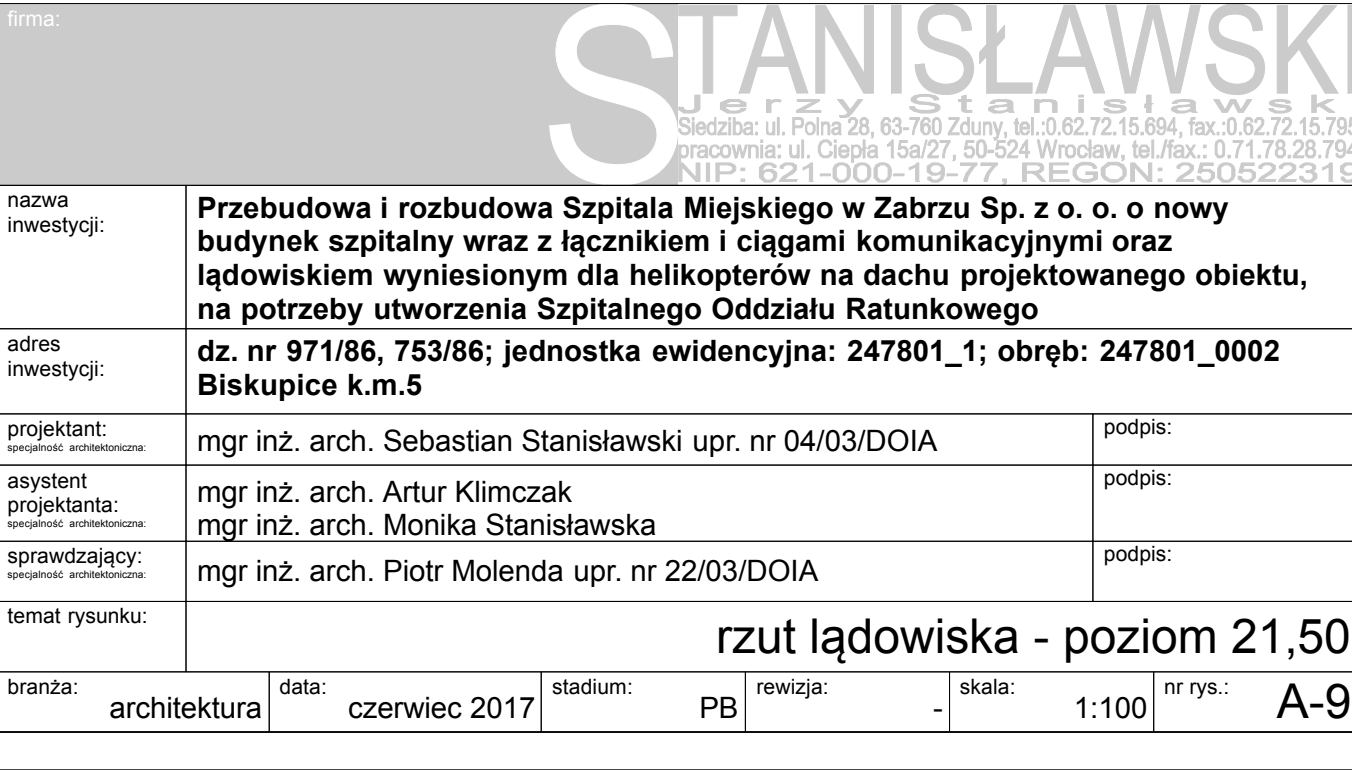 firma:
STANISŁAWSKI
Jerzy Stanisławsk
Siedziba: ul. Polna 28, 63-760 Zduny, tel.:0.62.72.15.694, fax.:0.62.72.15.795
pracownia: ul. Ciepła 15a/27, 50-524 Wrocław, tel./fax.: 0.71.78.28.794
NIP: 621-000-19-77, REGON: 250522319
nazwa
inwestycji:
Przebudowa i rozbudowa Szpitala Miejskiego w Zabrzu Sp. z o. o. o nowy
budynek szpitalny wraz z łącznikiem i ciągami komunikacyjnymi oraz
lądowiskiem wyniesionym dla helikopterów na dachu projektowanego obiektu,
na potrzeby utworzenia Szpitalnego Oddziału Ratunkowego
adres
inwestycji:
dz. nr 971/86, 753/86; jednostka ewidencyjna: 247801_1; obręb: 247801_0002
Biskupice k.m.5
projektant:
specjalność architektoniczna:
mgr inż. arch. Sebastian Stanisławski upr. nr 04/03/DOIA
podpis:
asystent
projektanta:
specjalność architektoniczna:
mgr inż. arch. Artur Klimczak
mgr inż. arch. Monika Stanisławska
podpis:
sprawdzający:
specjalność architektoniczna:
mgr inż. arch. Piotr Molenda upr. nr 22/03/DOIA
podpis:
temat rysunku:
rzut lądowiska - poziom 21,50
branża:
architektura
data:
czerwiec 2017
stadium:
PB
rewizja:
-
skala:
1:100
nr rys.:
A-9